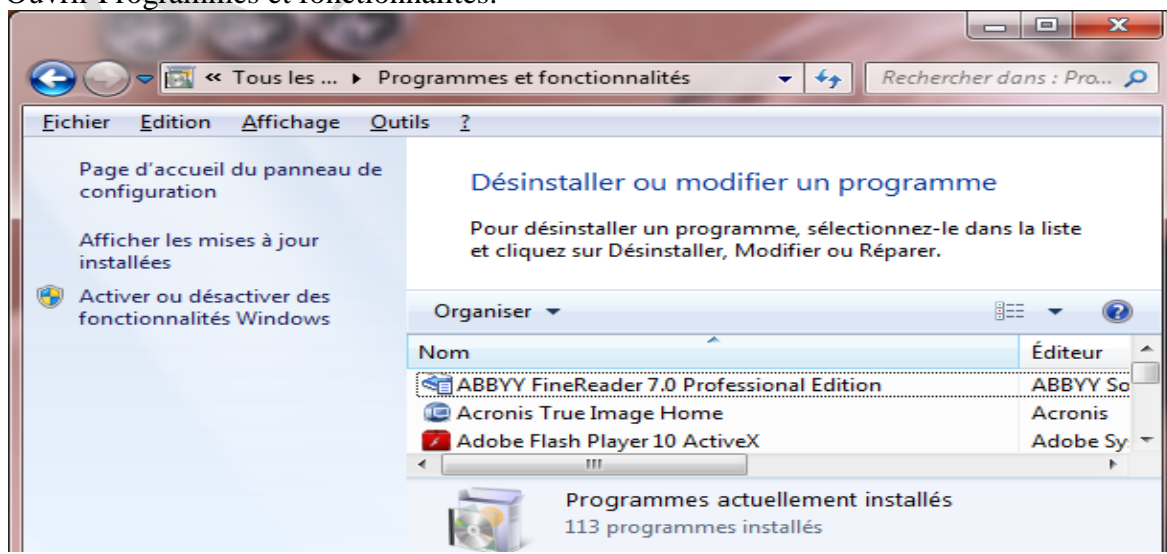 Ouvrir Programmes et fonctionnalités.
« Tous les ... ▸ Programmes et fonctionnalités
Rechercher dans : Pro...
Fichier Edition Affichage Outils ?
Page d'accueil du panneau de
configuration
Afficher les mises à jour
installées
Activer ou désactiver des
fonctionnalités Windows
Désinstaller ou modifier un programme
Pour désinstaller un programme, sélectionnez-le dans la liste
et cliquez sur Désinstaller, Modifier ou Réparer.
Organiser
Nom Éditeur
ABBYY FineReader 7.0 Professional Edition ABBYY So
Acronis True Image Home Acronis
Adobe Flash Player 10 ActiveX Adobe Sy
Programmes actuellement installés
113 programmes installés